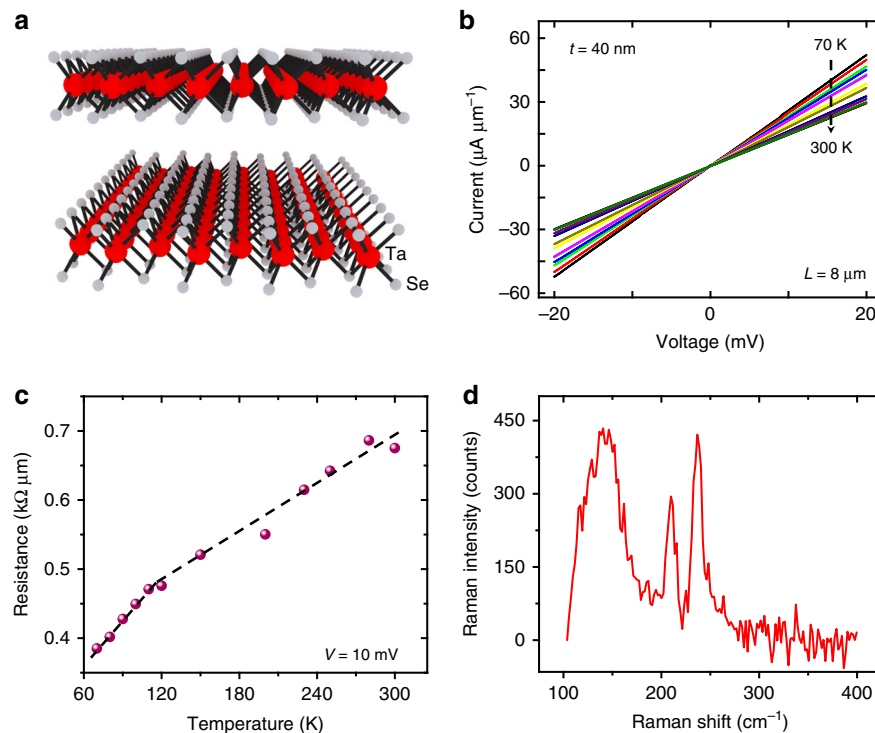 a
Ta
Se
b
t = 40 nm
70 K
300 K
L = 8 μm
60
30
0
−30
−60
−20
0
20
Current (μA μm⁻¹)
Voltage (mV)
c
0.7
0.6
0.5
0.4
60
120
180
240
300
V = 10 mV
Resistance (kΩ μm)
Temperature (K)
d
450
300
150
0
100
200
300
400
Raman intensity (counts)
Raman shift (cm⁻¹)